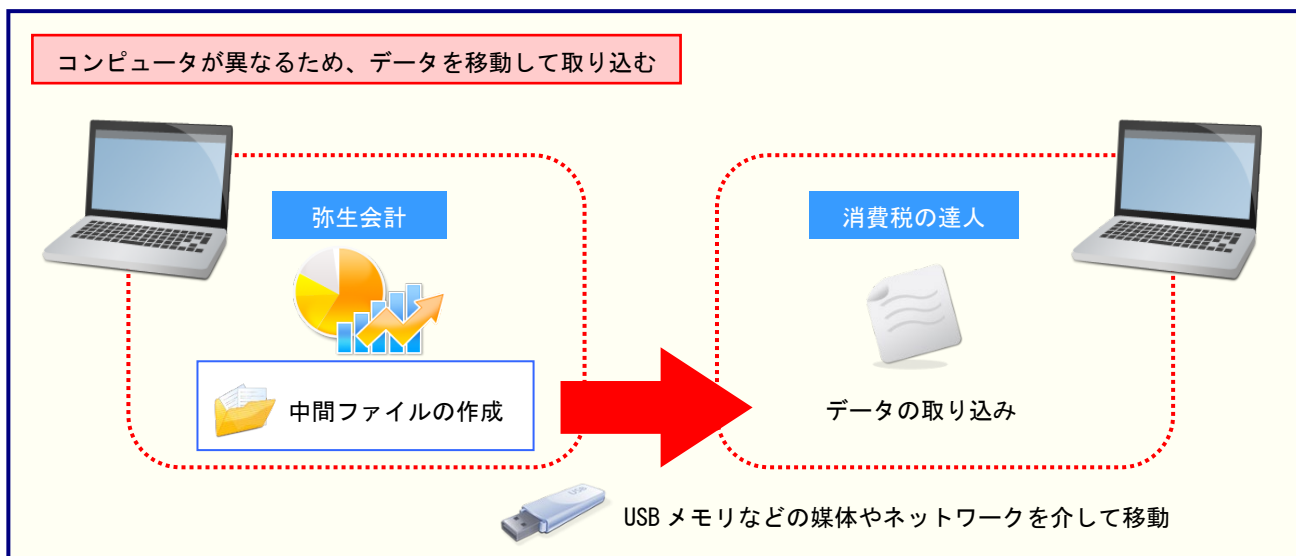 コンピュータが異なるため、データを移動して取り込む
弥生会計
消費税の達人
中間ファイルの作成
データの取り込み
USB
USB メモリなどの媒体やネットワークを介して移動